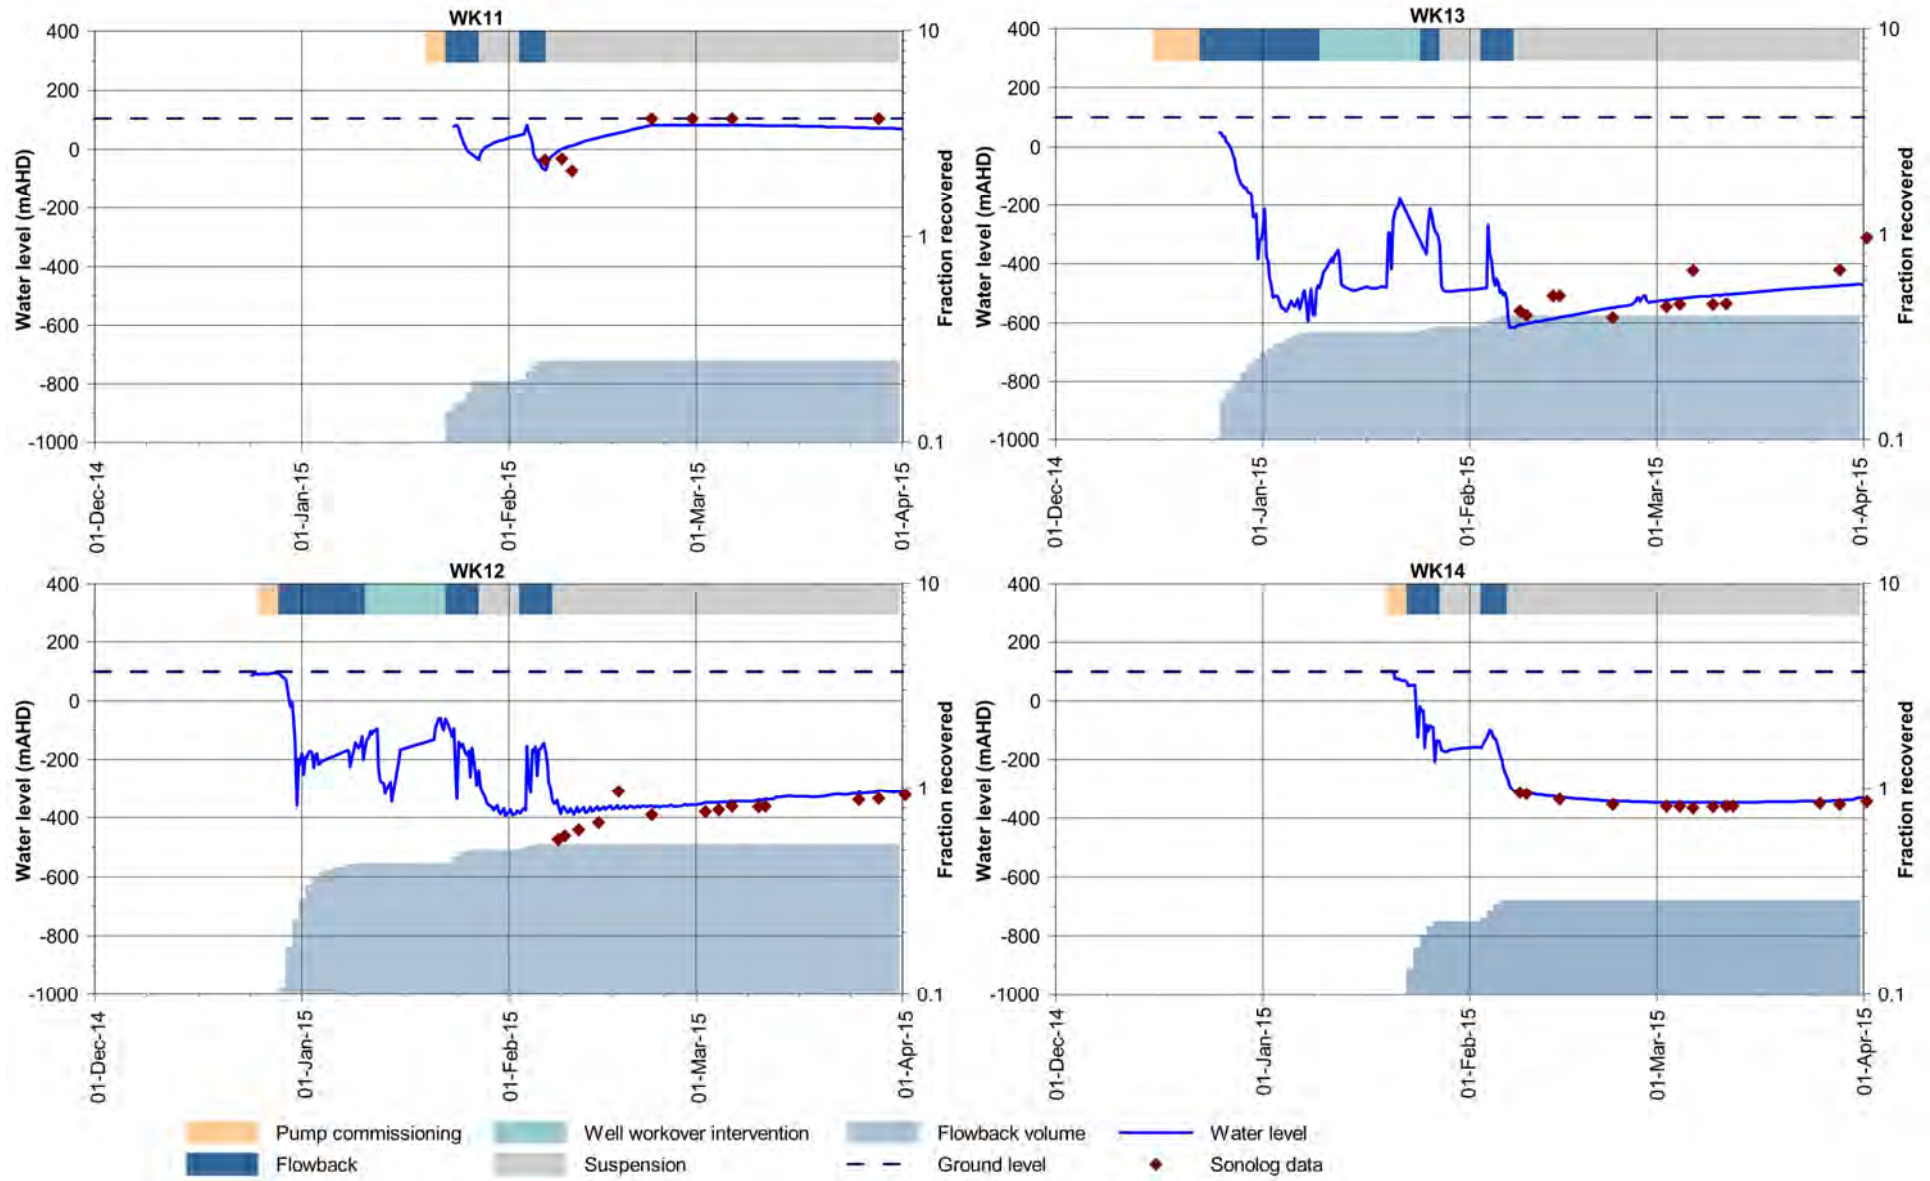 WK11
400
200
0
-200
-400
-600
-800
-1000
Water level (mAHD)
10
1
0.1
Fraction recovered
01-Dec-14
01-Jan-15
01-Feb-15
01-Mar-15
01-Apr-15
WK13
400
200
0
-200
-400
-600
-800
-1000
Water level (mAHD)
10
1
0.1
Fraction recovered
01-Dec-14
01-Jan-15
01-Feb-15
01-Mar-15
01-Apr-15
WK12
400
200
0
-200
-400
-600
-800
-1000
Water level (mAHD)
10
1
0.1
Fraction recovered
01-Dec-14
01-Jan-15
01-Feb-15
01-Mar-15
01-Apr-15
WK14
400
200
0
-200
-400
-600
-800
-1000
Water level (mAHD)
10
1
0.1
Fraction recovered
01-Dec-14
01-Jan-15
01-Feb-15
01-Mar-15
01-Apr-15
Pump commissioning
Well workover intervention
Flowback volume
Water level
Flowback
Suspension
Ground level
Sonolog data